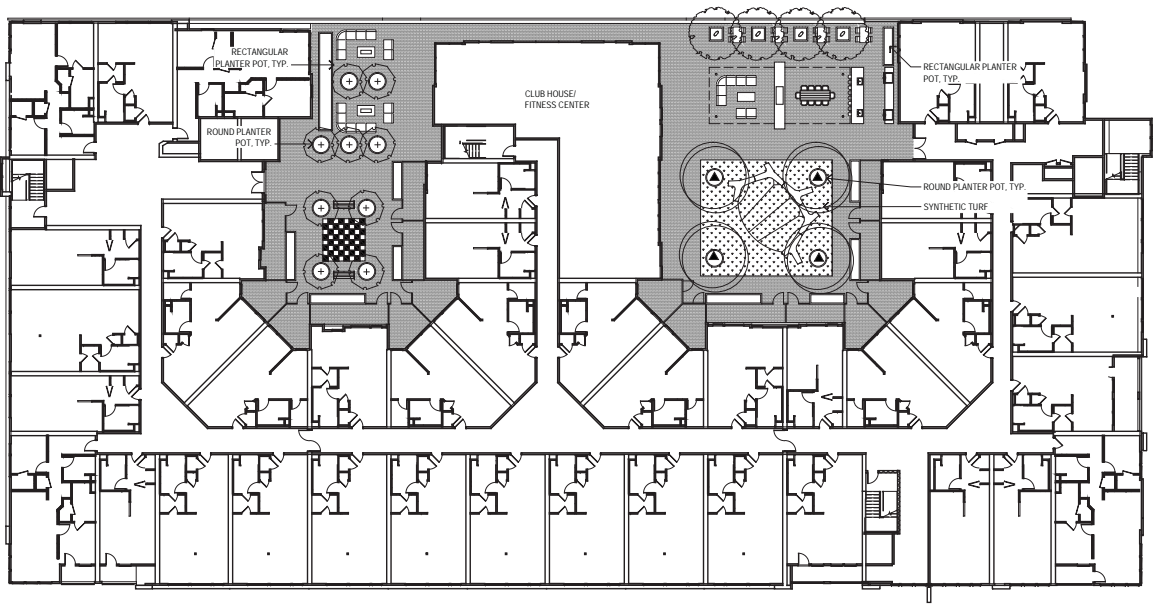 RECTANGULAR
PLANTER POT, TYP.
ROUND PLANTER
POT, TYP.
CLUB HOUSE/
FITNESS CENTER
RECTANGULAR PLANTER
POT, TYP.
ROUND PLANTER POT, TYP.
SYNTHETIC TURF